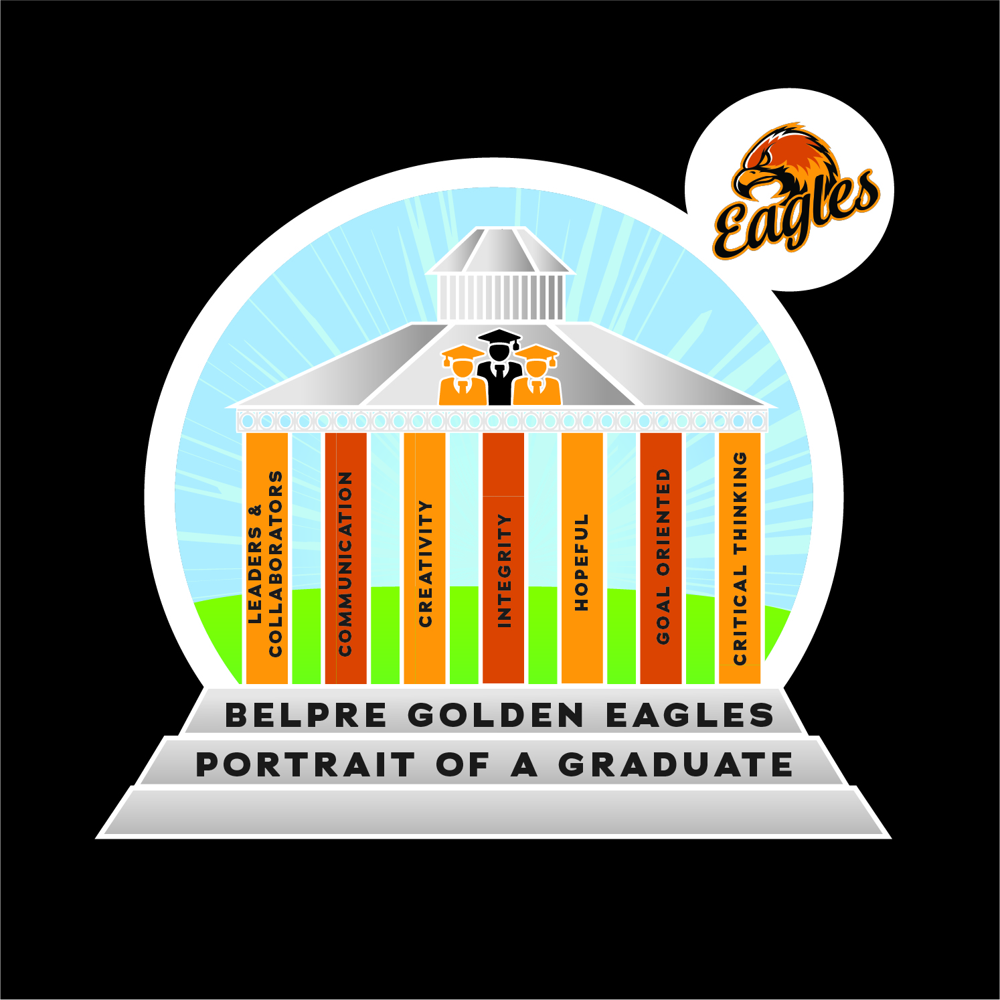 Eagles
LEADERS &
COLLABORATORS
COMMUNICATION
CREATIVITY
INTEGRITY
HOPEFUL
GOAL ORIENTED
CRITICAL THINKING
BELPRE GOLDEN EAGLES
PORTRAIT OF A GRADUATE